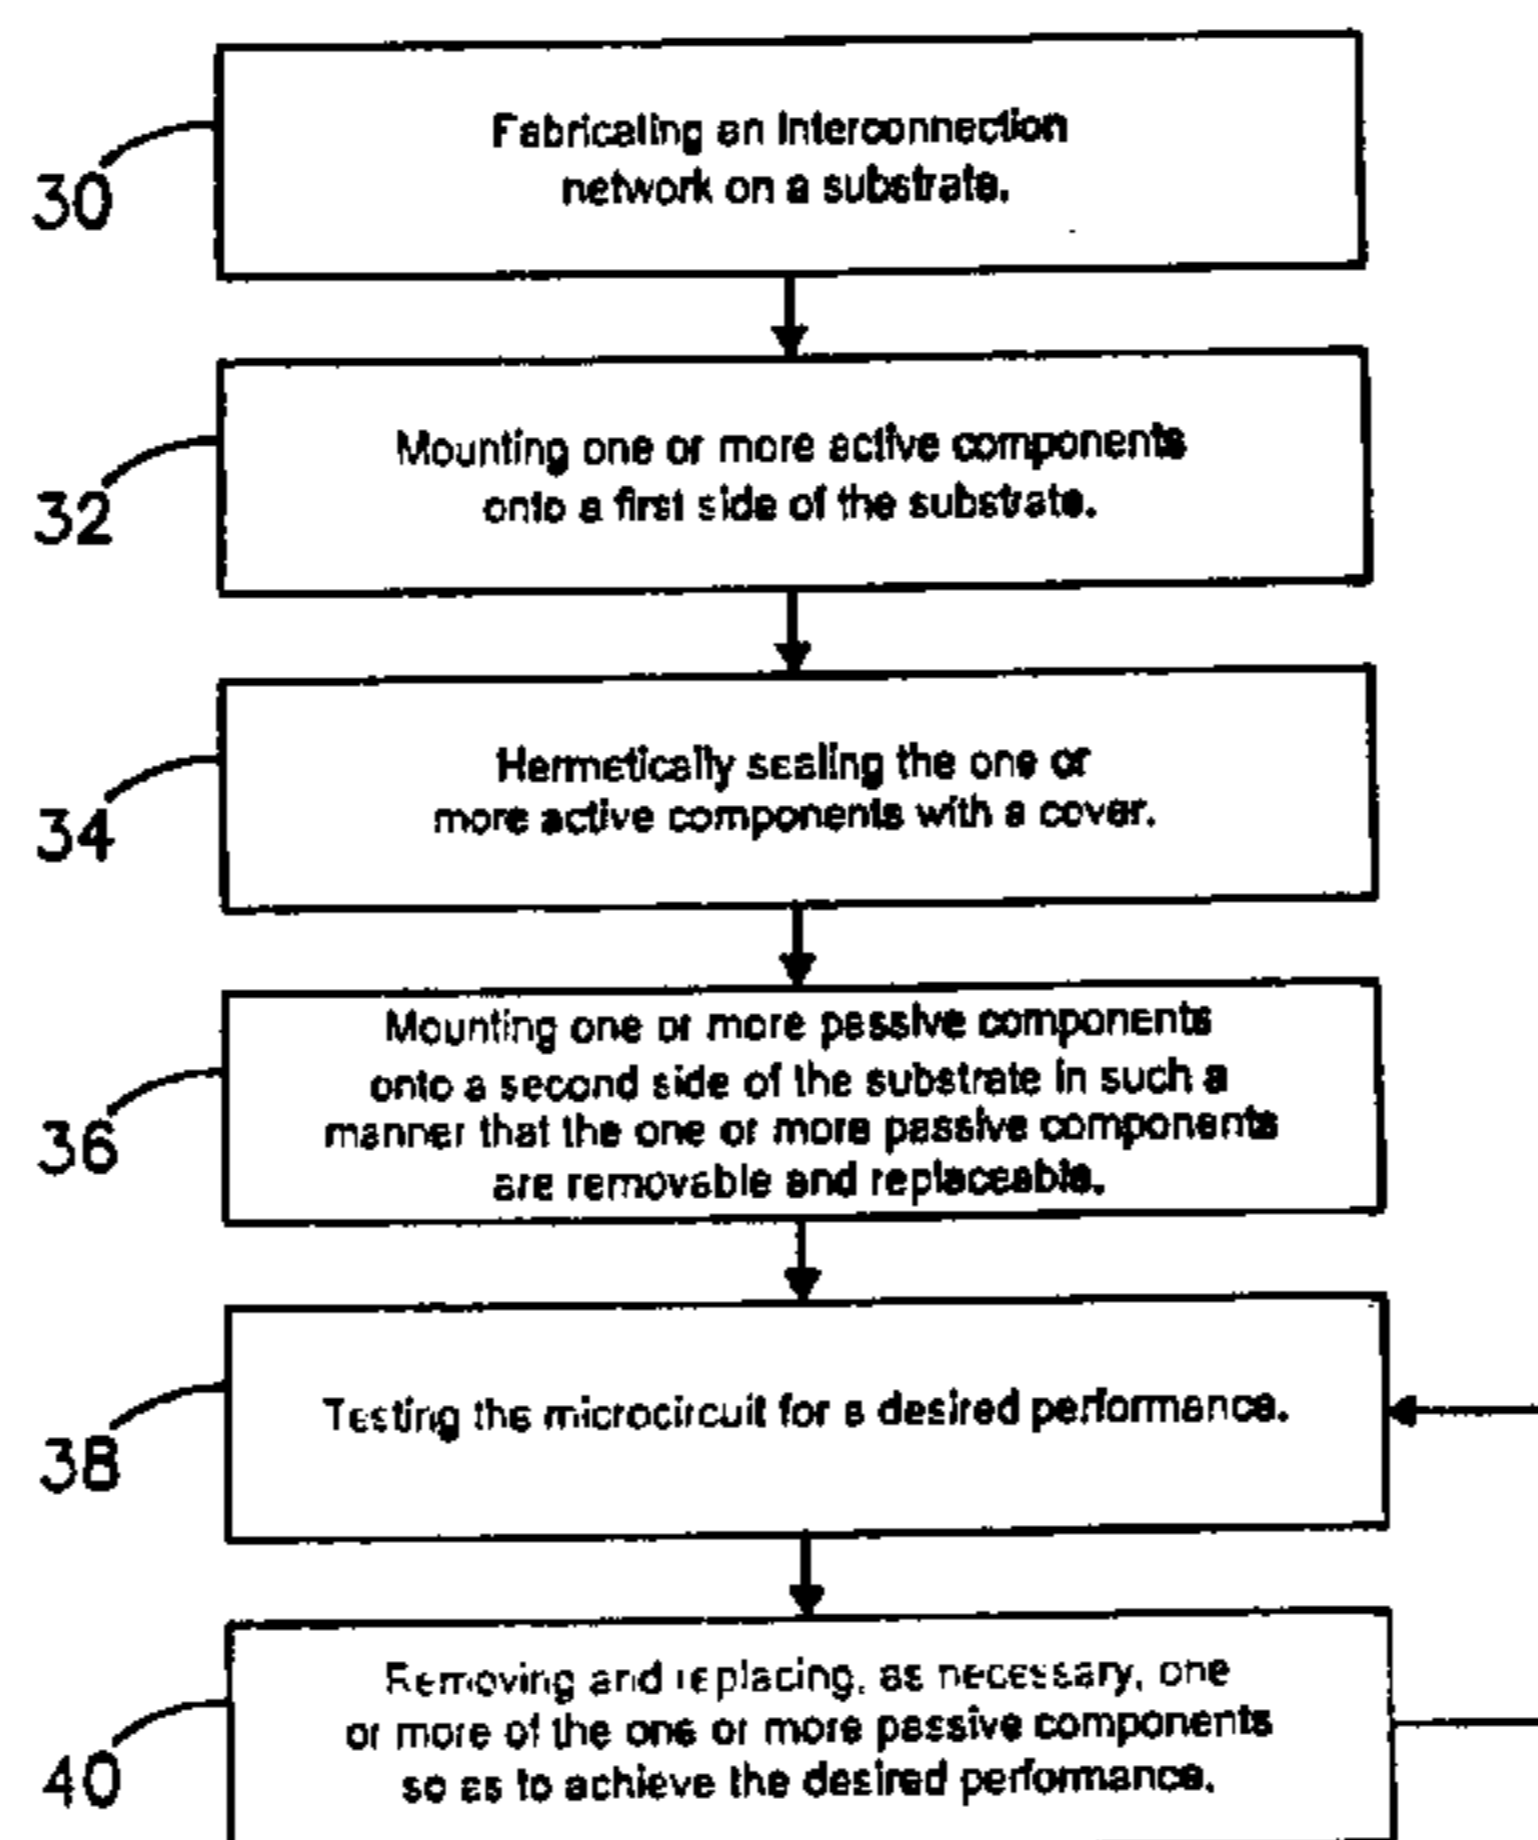 30
Fabricating an interconnection
network on a substrate.
32
Mounting one or more active components
onto a first side of the substrate.
34
Hermetically sealing the one or
more active components with a cover.
36
Mounting one or more passive components
onto a second side of the substrate in such a
manner that the one or more passive components
are removable and replaceable.
38
Testing the microcircuit for a desired performance.
40
Removing and replacing, as necessary, one
or more of the one or more passive components
so as to achieve the desired performance.